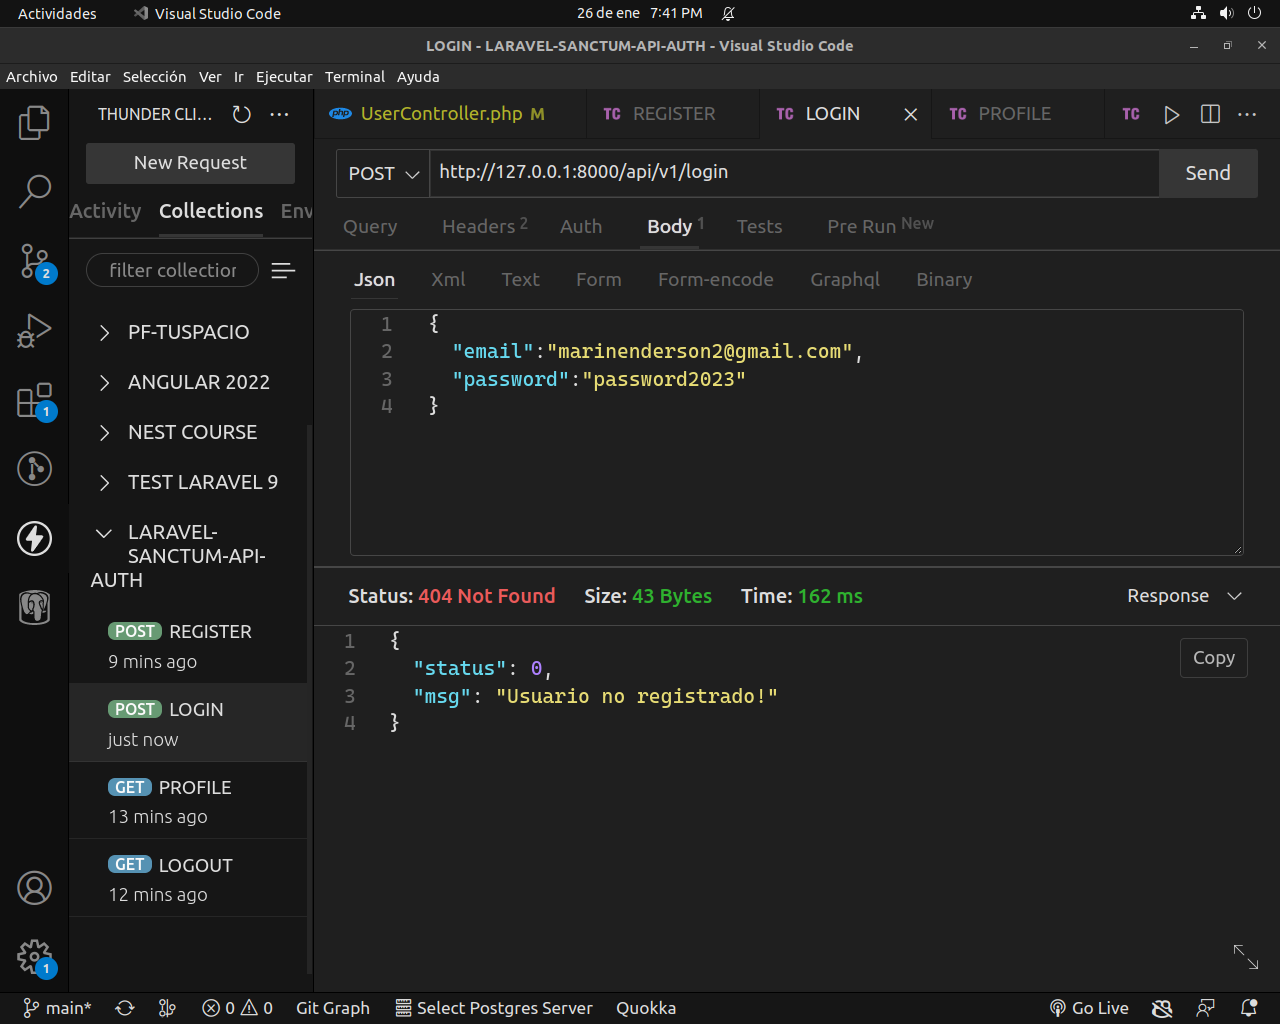 Actividades
Visual Studio Code
26 de ene 7:41 PM
LOGIN - LARAVEL-SANCTUM-API-AUTH - Visual Studio Code
Archivo Editar Selección Ver Ir Ejecutar Terminal Ayuda
THUNDER CLI...
New Request
Activity Collections Env
filter collection
PF-TUSPACIO
ANGULAR 2022
NEST COURSE
TEST LARAVEL 9
LARAVEL-
SANCTUM-API-
AUTH
POST REGISTER
9 mins ago
POST LOGIN
just now
GET PROFILE
13 mins ago
GET LOGOUT
12 mins ago
2
1
1
php UserController.php M
TC REGISTER
TC LOGIN
TC PROFILE
TC
POST http://127.0.0.1:8000/api/v1/login Send
Query Headers 2 Auth Body 1 Tests Pre Run New
Json Xml Text Form Form-encode Graphql Binary
1 {
2 "email":"marinenderson2@gmail.com",
3 "password":"password2023"
4 }
Status: 404 Not Found Size: 43 Bytes Time: 162 ms Response
1 {
2 "status": 0,
3 "msg": "Usuario no registrado!"
4 }
Copy
main* 0 0 Git Graph Select Postgres Server Quokka Go Live